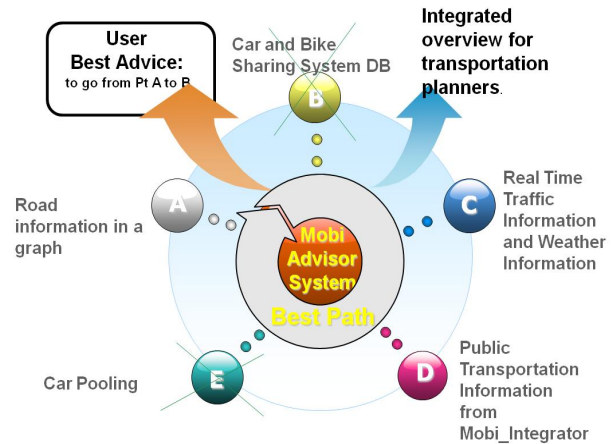 User
Best Advice:
to go from Pt A to B
Car and Bike
Sharing System DB
Integrated
overview for
transportation
planners.
B
A
C
Road
information in a
graph
Real Time
Traffic
Information
and Weather
Information
Mobi
Advisor
System
Best Path
E
D
Car Pooling
Public
Transportation
Information
from
Mobi_Integrator